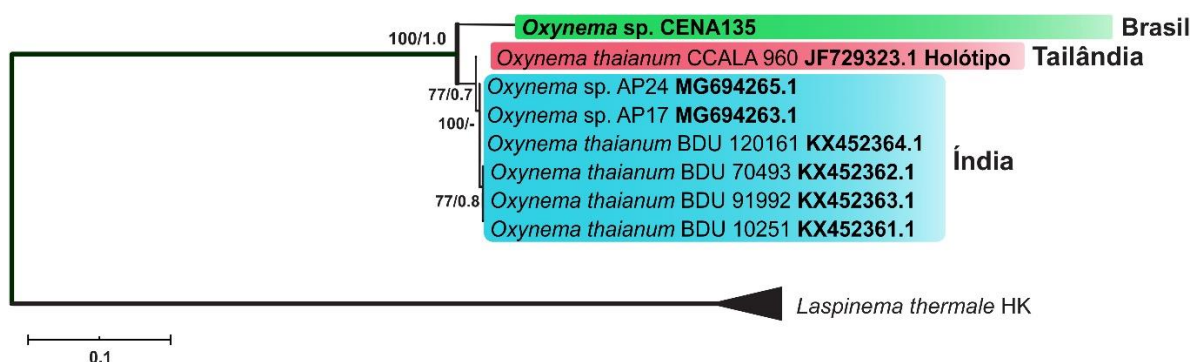 Oxynema sp. CENA135
Brasil
100/1.0
Oxynema thaianum CCALA 960 JF729323.1 Holótipo
Tailândia
Oxynema sp. AP24 MG694265.1
77/0.7
Oxynema sp. AP17 MG694263.1
100/-
Oxynema thaianum BDU 120161 KX452364.1
Índia
Oxynema thaianum BDU 70493 KX452362.1
77/0.8
Oxynema thaianum BDU 91992 KX452363.1
Oxynema thaianum BDU 10251 KX452361.1
Laspinema thermale HK
0.1